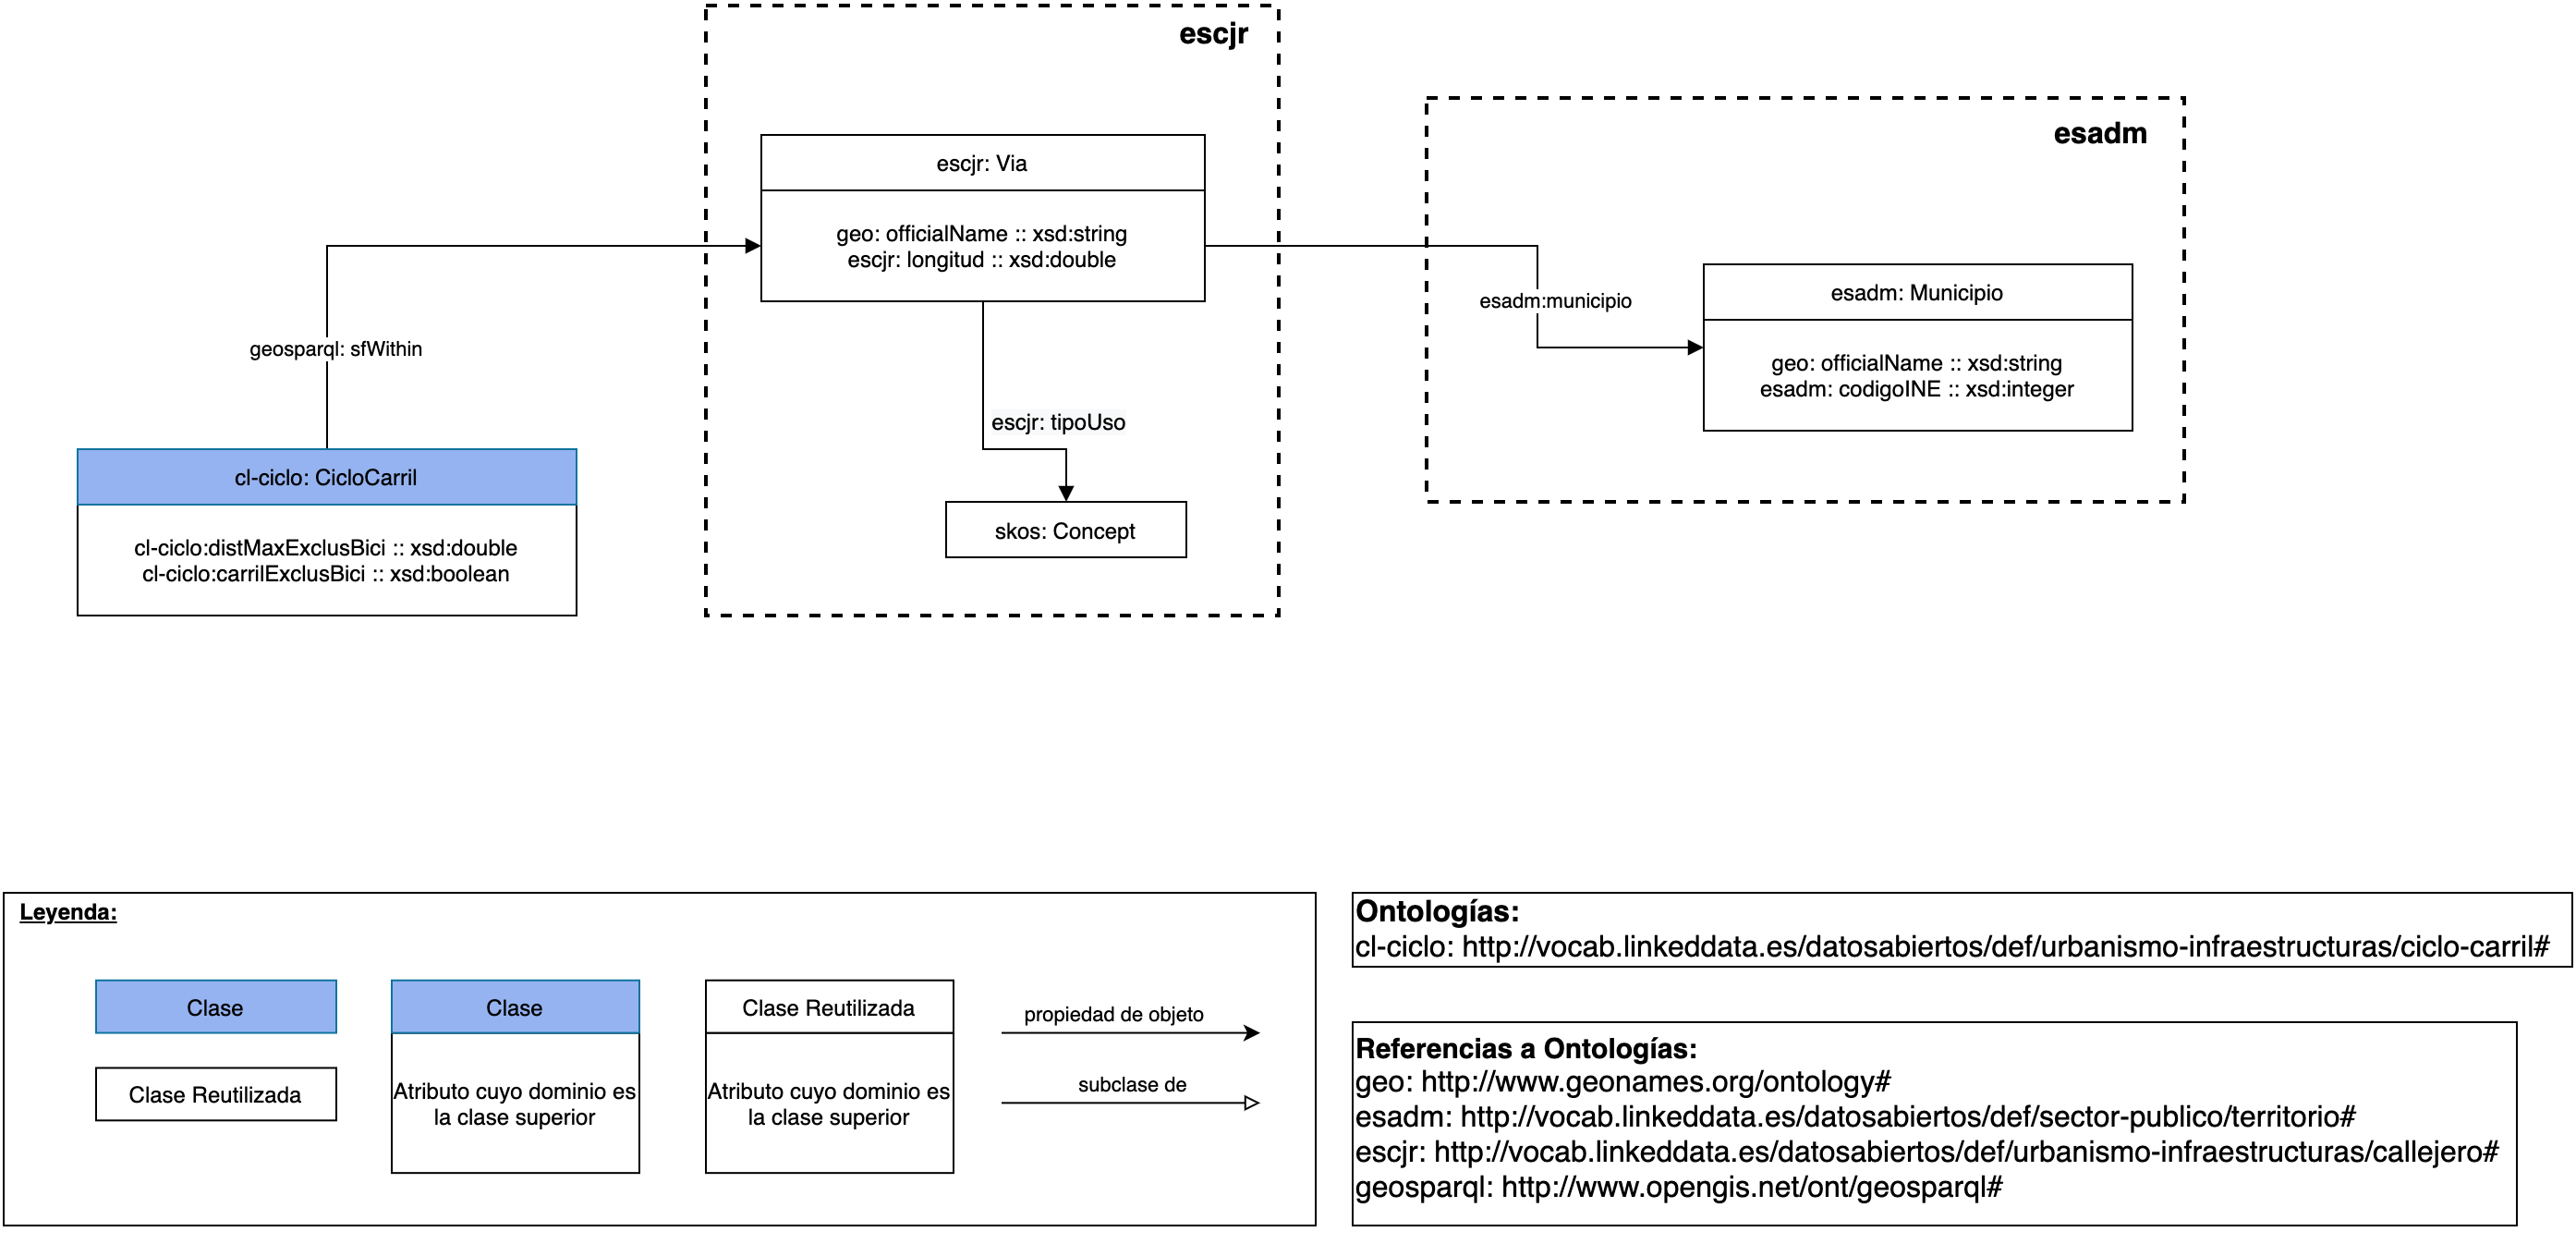 escjr
esadm
escjr: Via
geo: officialName :: xsd:string
escjr: longitud :: xsd:double
esadm:municipio
esadm: Municipio
geo: officialName :: xsd:string
esadm: codigoINE :: xsd:integer
geosparql: sfWithin
escjr: tipoUso
skos: Concept
cl-ciclo: CicloCarril
cl-ciclo:distMaxExclusBici :: xsd:double
cl-ciclo:carrilExclusBici :: xsd:boolean
Leyenda:
Clase
Clase Reutilizada
Clase
Atributo cuyo dominio es
la clase superior
Clase Reutilizada
Atributo cuyo dominio es
la clase superior
propiedad de objeto
subclase de
Ontologías:
cl-ciclo: http://vocab.linkeddata.es/datosabiertos/def/urbanismo-infraestructuras/ciclo-carril#
Referencias a Ontologías:
geo: http://www.geonames.org/ontology#
esadm: http://vocab.linkeddata.es/datosabiertos/def/sector-publico/territorio#
escjr: http://vocab.linkeddata.es/datosabiertos/def/urbanismo-infraestructuras/callejero#
geosparql: http://www.opengis.net/ont/geosparql#